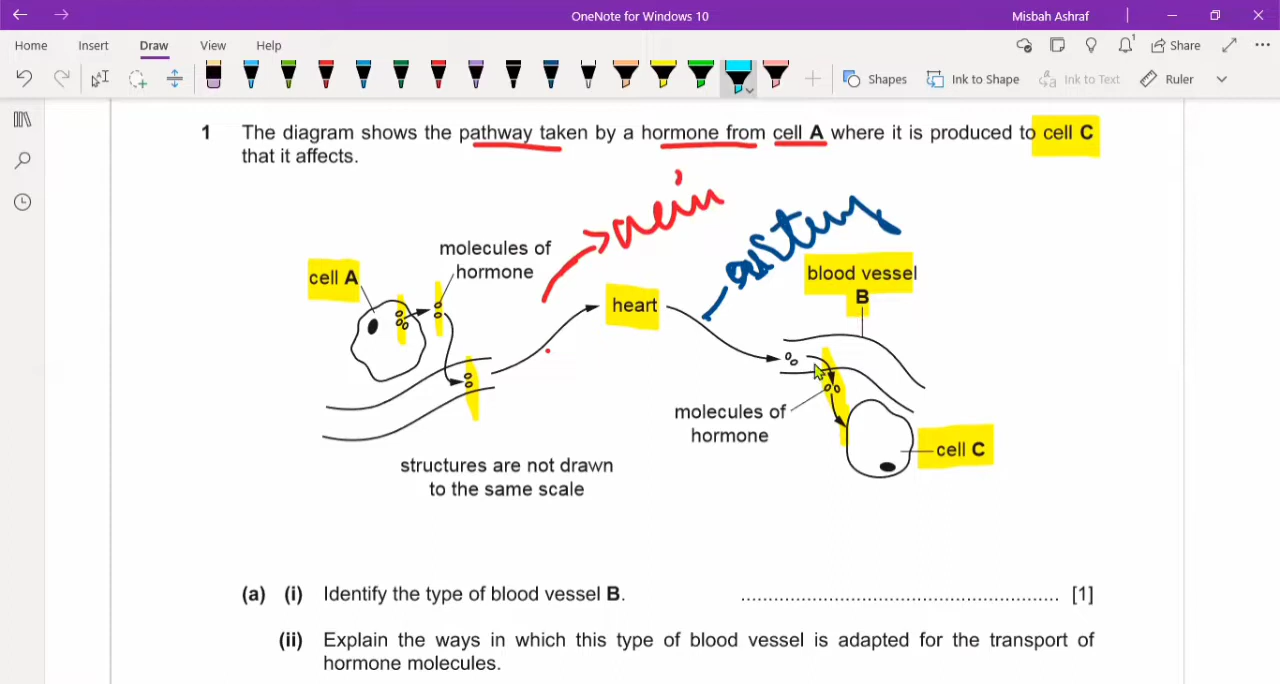 OneNote for Windows 10
Misbah Ashraf
Home Insert Draw View Help
Share
Shapes Ink to Shape Ink to Text Ruler
1 The diagram shows the pathway taken by a hormone from cell A where it is produced to cell C
that it affects.
vein
molecules of
hormone
cell A
heart
blood vessel
B
molecules of
hormone
cell C
structures are not drawn
to the same scale
(a) (i) Identify the type of blood vessel B. ..................................................... [1]
(ii) Explain the ways in which this type of blood vessel is adapted for the transport of
hormone molecules.